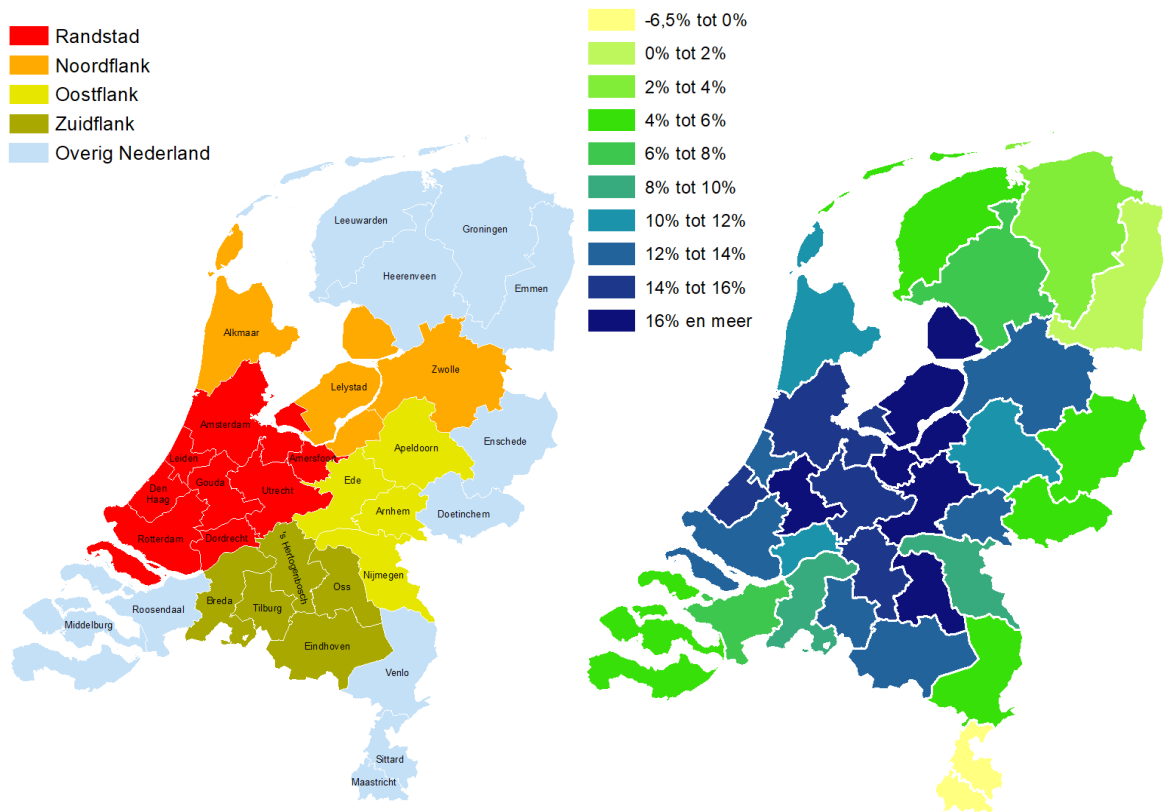 Randstad
Noordflank
Oostflank
Zuidflank
Overig Nederland
Leeuwarden
Groningen
Heerenveen
Emmen
Alkmaar
Zwolle
Lelystad
Amsterdam
Enschede
Apeldoorn
Leiden
Amersfoort
Ede
Gouda
Utrecht
Den
Haag
Arnhem
Doetinchem
Rotterdam
Dordrecht
's Hertogenbosch
Nijmegen
Oss
Roosendaal
Breda
Tilburg
Middelburg
Eindhoven
Venlo
Sittard
Maastricht
-6,5% tot 0%
0% tot 2%
2% tot 4%
4% tot 6%
6% tot 8%
8% tot 10%
10% tot 12%
12% tot 14%
14% tot 16%
16% en meer